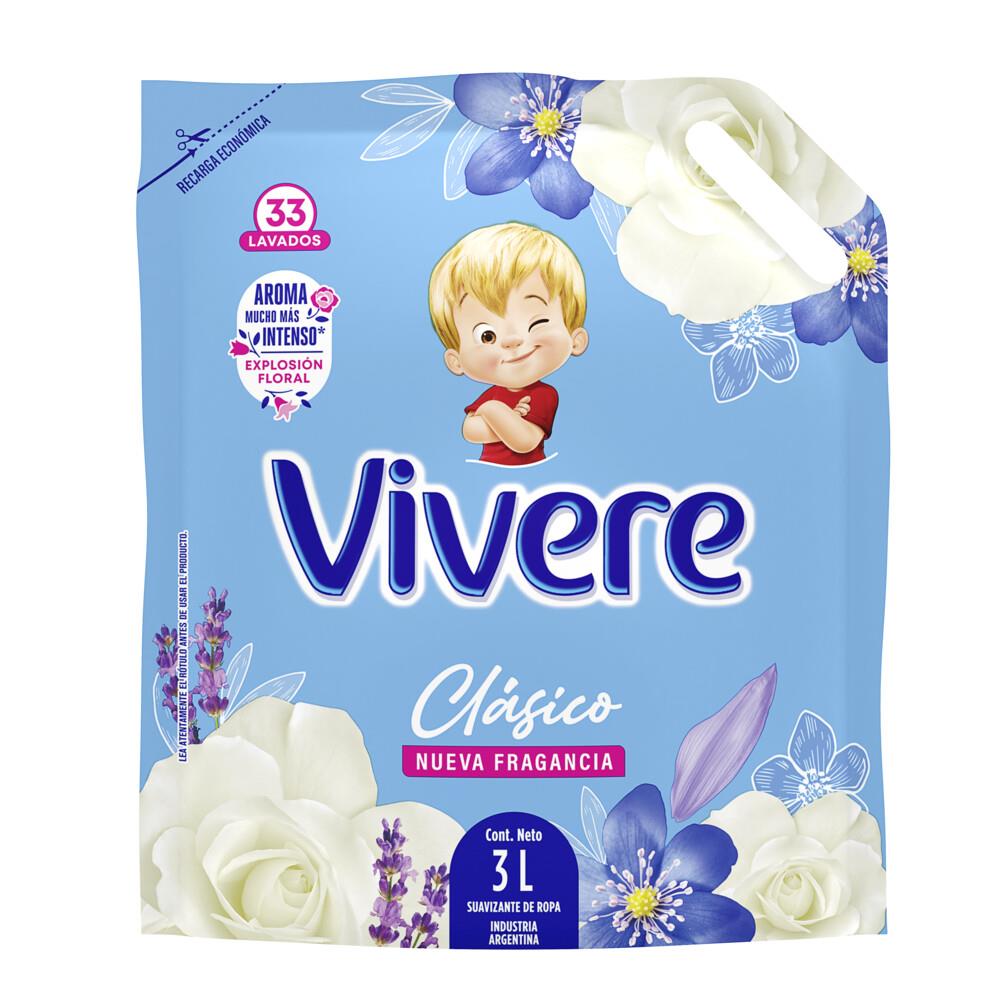 RECARGA ECONÓMICA
33
LAVADOS
AROMA
MUCHO MÁS
INTENSO*
EXPLOSIÓN
FLORAL
Vivere
LEA ATENTAMENTE EL RÓTULO ANTES DE USAR EL PRODUCTO.
Clásico
NUEVA FRAGANCIA
Cont. Neto
3 L
SUAVIZANTE DE ROPA
INDUSTRIA
ARGENTINA